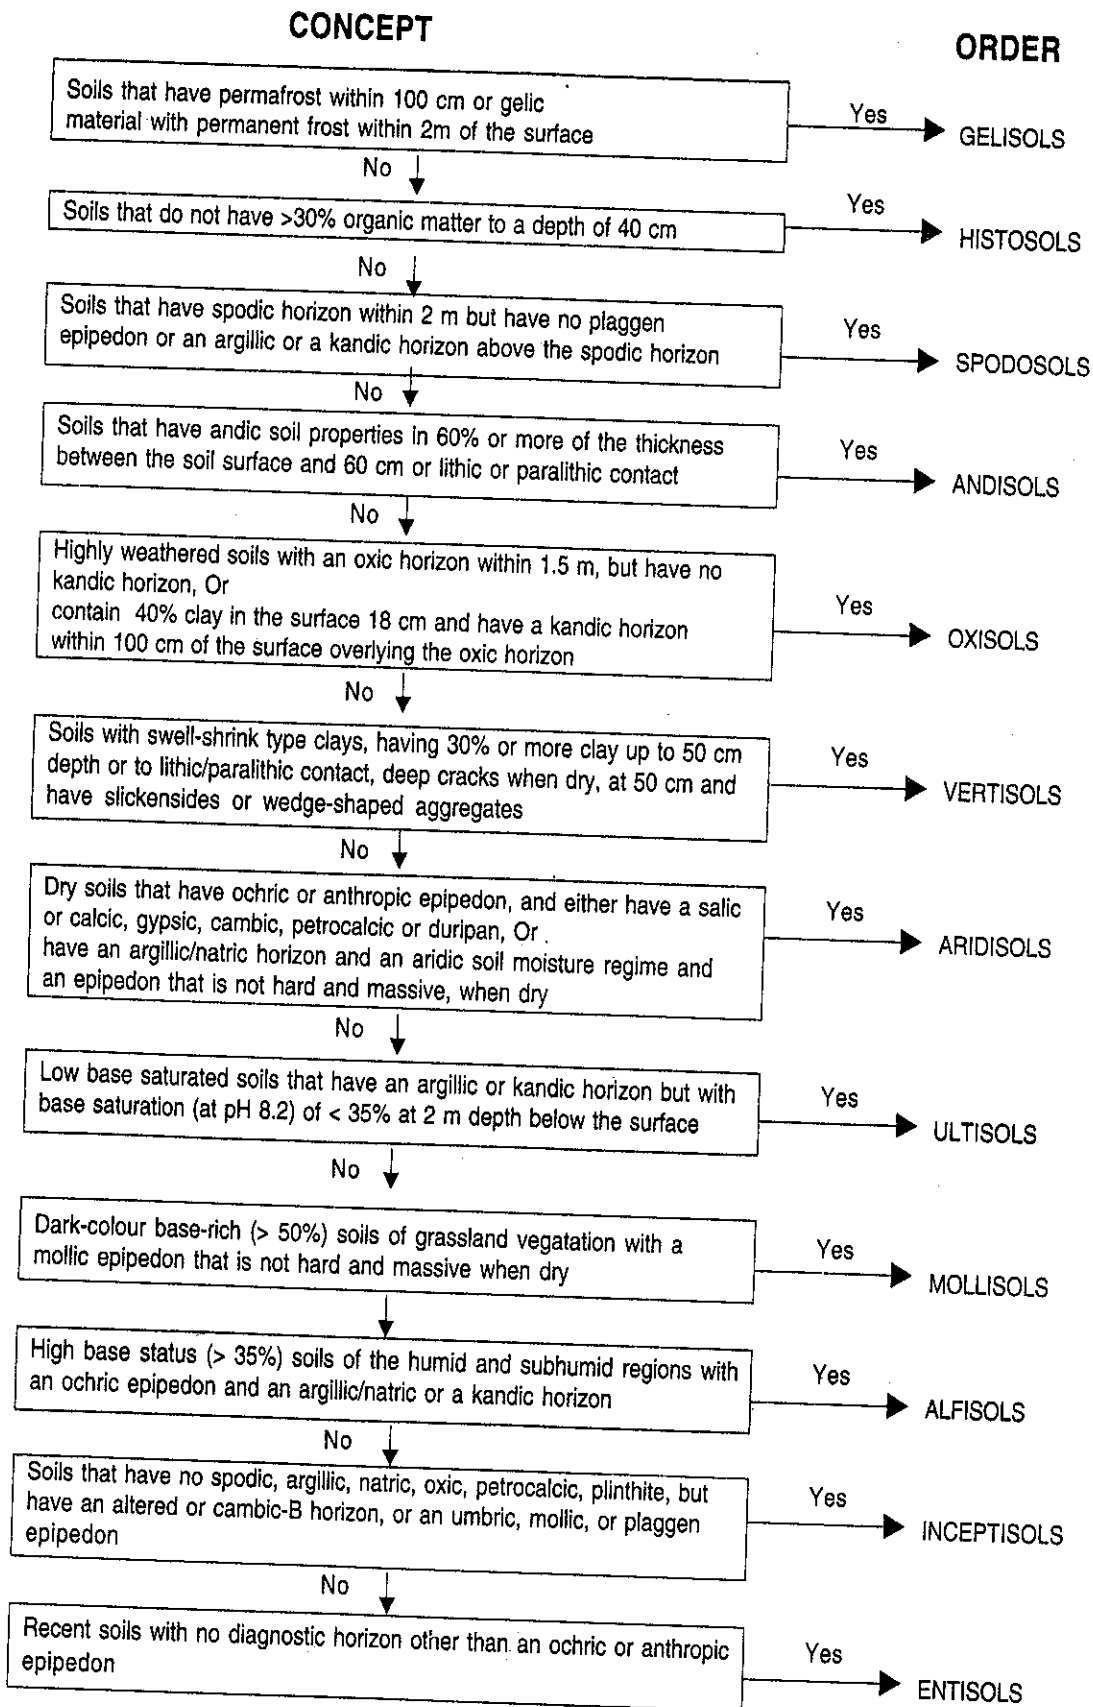 CONCEPT
ORDER
Soils that have permafrost within 100 cm or gelic
material with permanent frost within 2m of the surface
Yes
GELISOLS
No
Soils that do not have >30% organic matter to a depth of 40 cm
Yes
HISTOSOLS
No
Soils that have spodic horizon within 2 m but have no plaggen
epipedon or an argillic or a kandic horizon above the spodic horizon
Yes
SPODOSOLS
No
Soils that have andic soil properties in 60% or more of the thickness
between the soil surface and 60 cm or lithic or paralithic contact
Yes
ANDISOLS
No
Highly weathered soils with an oxic horizon within 1.5 m, but have no
kandic horizon, Or
contain 40% clay in the surface 18 cm and have a kandic horizon
within 100 cm of the surface overlying the oxic horizon
Yes
OXISOLS
No
Soils with swell-shrink type clays, having 30% or more clay up to 50 cm
depth or to lithic/paralithic contact, deep cracks when dry, at 50 cm and
have slickensides or wedge-shaped aggregates
Yes
VERTISOLS
No
Dry soils that have ochric or anthropic epipedon, and either have a salic
or calcic, gypsic, cambic, petrocalcic or duripan, Or .
have an argillic/natric horizon and an aridic soil moisture regime and
an epipedon that is not hard and massive, when dry
Yes
ARIDISOLS
No
Low base saturated soils that have an argillic or kandic horizon but with
base saturation (at pH 8.2) of < 35% at 2 m depth below the surface
Yes
ULTISOLS
No
Dark-colour base-rich (> 50%) soils of grassland vegatation with a
mollic epipedon that is not hard and massive when dry
Yes
MOLLISOLS
High base status (> 35%) soils of the humid and subhumid regions with
an ochric epipedon and an argillic/natric or a kandic horizon
Yes
ALFISOLS
No
Soils that have no spodic, argillic, natric, oxic, petrocalcic, plinthite, but
have an altered or cambic-B horizon, or an umbric, mollic, or plaggen
epipedon
Yes
INCEPTISOLS
No
Recent soils with no diagnostic horizon other than an ochric or anthropic
epipedon
Yes
ENTISOLS